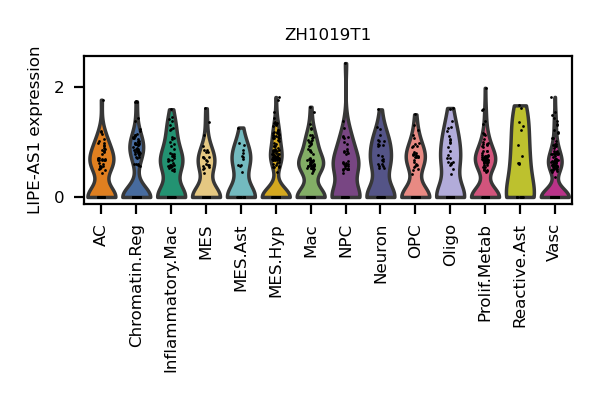 ZH1019T1
LIPE-AS1 expression
2
0
AC
Chromatin.Reg
Inflammatory.Mac
MES
MES.Ast
MES.Hyp
Mac
NPC
Neuron
OPC
Oligo
Prolif.Metab
Reactive.Ast
Vasc